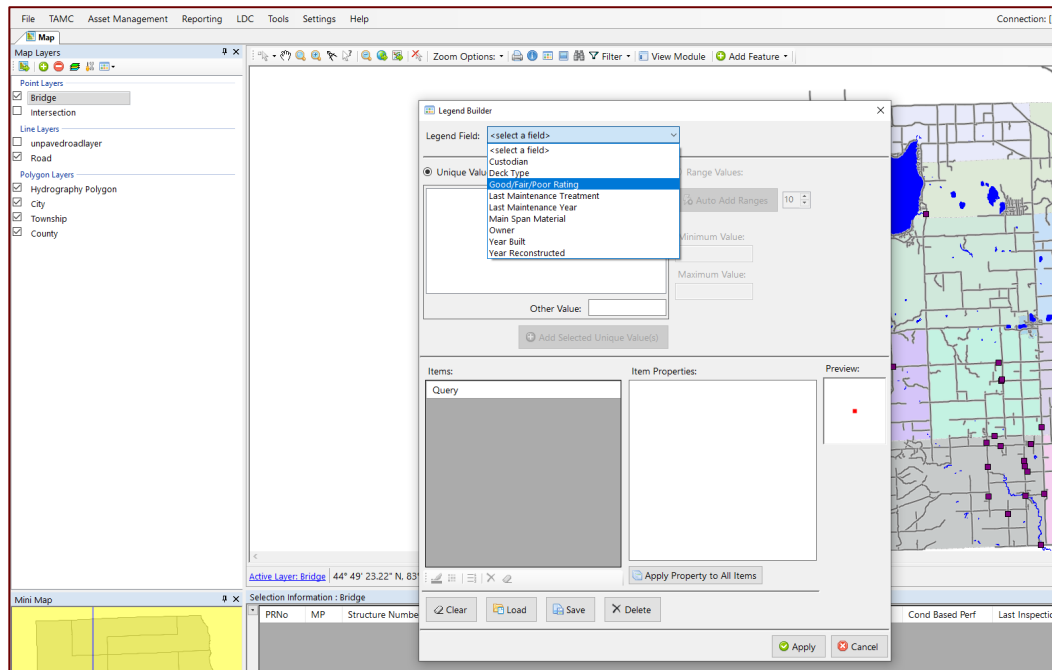 File TAMC Asset Management Reporting LDC Tools Settings Help Connection: [
Map
Map Layers
Zoom Options: Filter View Module Add Feature
Point Layers
Bridge
Intersection
Line Layers
unpavedroadlayer
Road
Polygon Layers
Hydrography Polygon
City
Township
County
Legend Builder
Legend Field: <select a field>
<select a field>
Custodian
Deck Type
Good/Fair/Poor Rating
Last Maintenance Treatment
Last Maintenance Year
Main Span Material
Owner
Year Built
Year Reconstructed
Unique Valu
Range Values:
Auto Add Ranges 10
Minimum Value:
Maximum Value:
Other Value:
Add Selected Unique Value(s)
Items: Item Properties: Preview:
Query
Apply Property to All Items
Clear Load Save Delete
Apply Cancel
Active Layer: Bridge 44° 49' 23.22" N, 83°
Mini Map
Selection Information : Bridge
PRNo MP Structure Numbe Cond Based Perf Last Inspectio